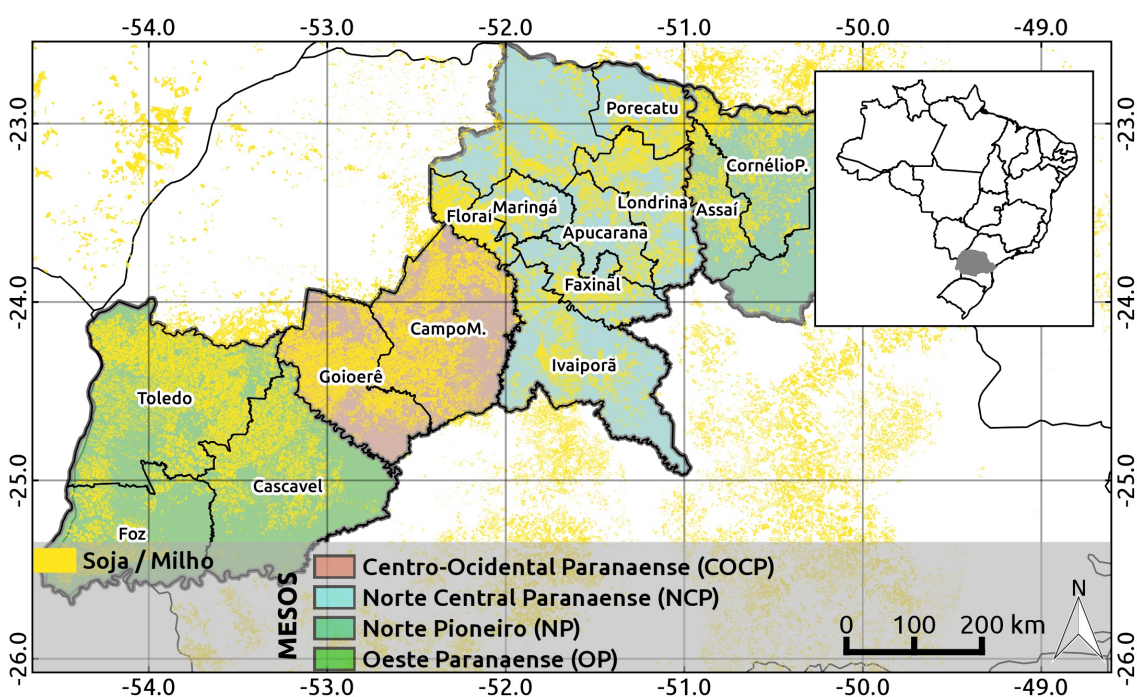 -54.0 -53.0 -52.0 -51.0 -50.0 -49.0
-23.0 -23.0
Porecatu
CornélioP.
Londrina Assaí
Floraí Maringá
Apucarana
Faxinal
-24.0 -24.0
CampoM.
Ivaiporã
Goioerê
Toledo
-25.0 -25.0
Cascavel
Foz
Soja / Milho
MESOS
Centro-Ocidental Paranaense (COCP)
Norte Central Paranaense (NCP)
Norte Pioneiro (NP)
Oeste Paranaense (OP)
N
0 100 200 km
-26.0 -26.0
-54.0 -53.0 -52.0 -51.0 -50.0 -49.0